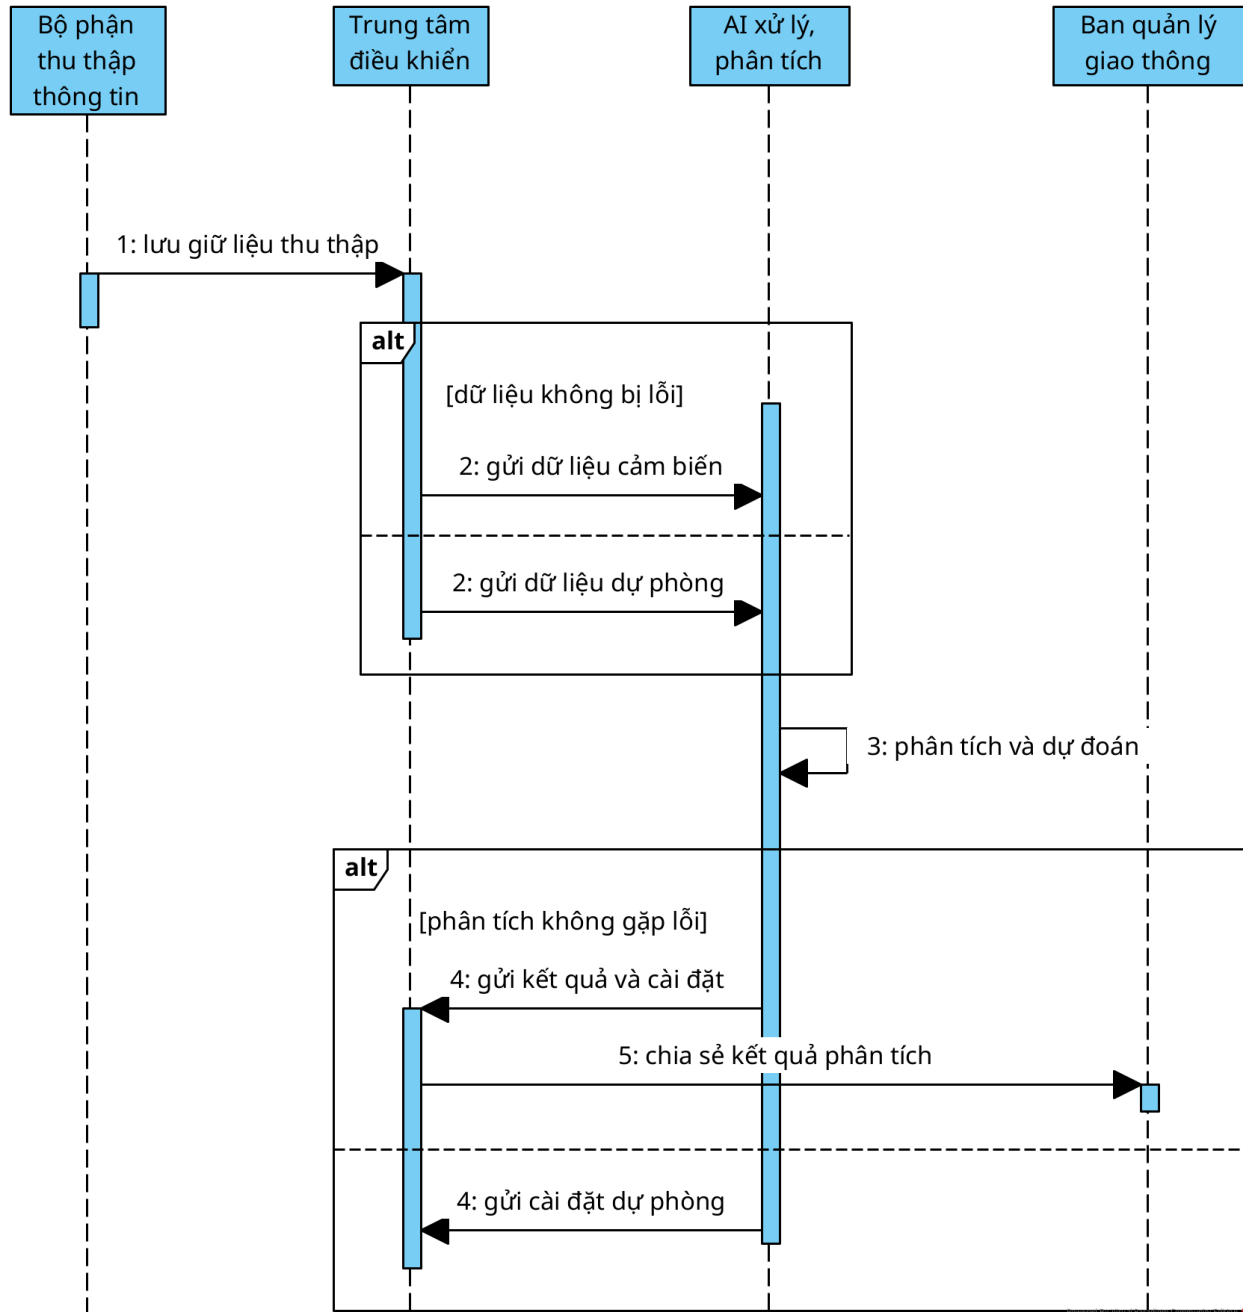 Bộ phận
thu thập
thông tin
Trung tâm
điều khiển
AI xử lý,
phân tích
Ban quản lý
giao thông
1: lưu giữ liệu thu thập
alt
[dữ liệu không bị lỗi]
2: gửi dữ liệu cảm biến
2: gửi dữ liệu dự phòng
3: phân tích và dự đoán
alt
[phân tích không gặp lỗi]
4: gửi kết quả và cài đặt
5: chia sẻ kết quả phân tích
4: gửi cài đặt dự phòng